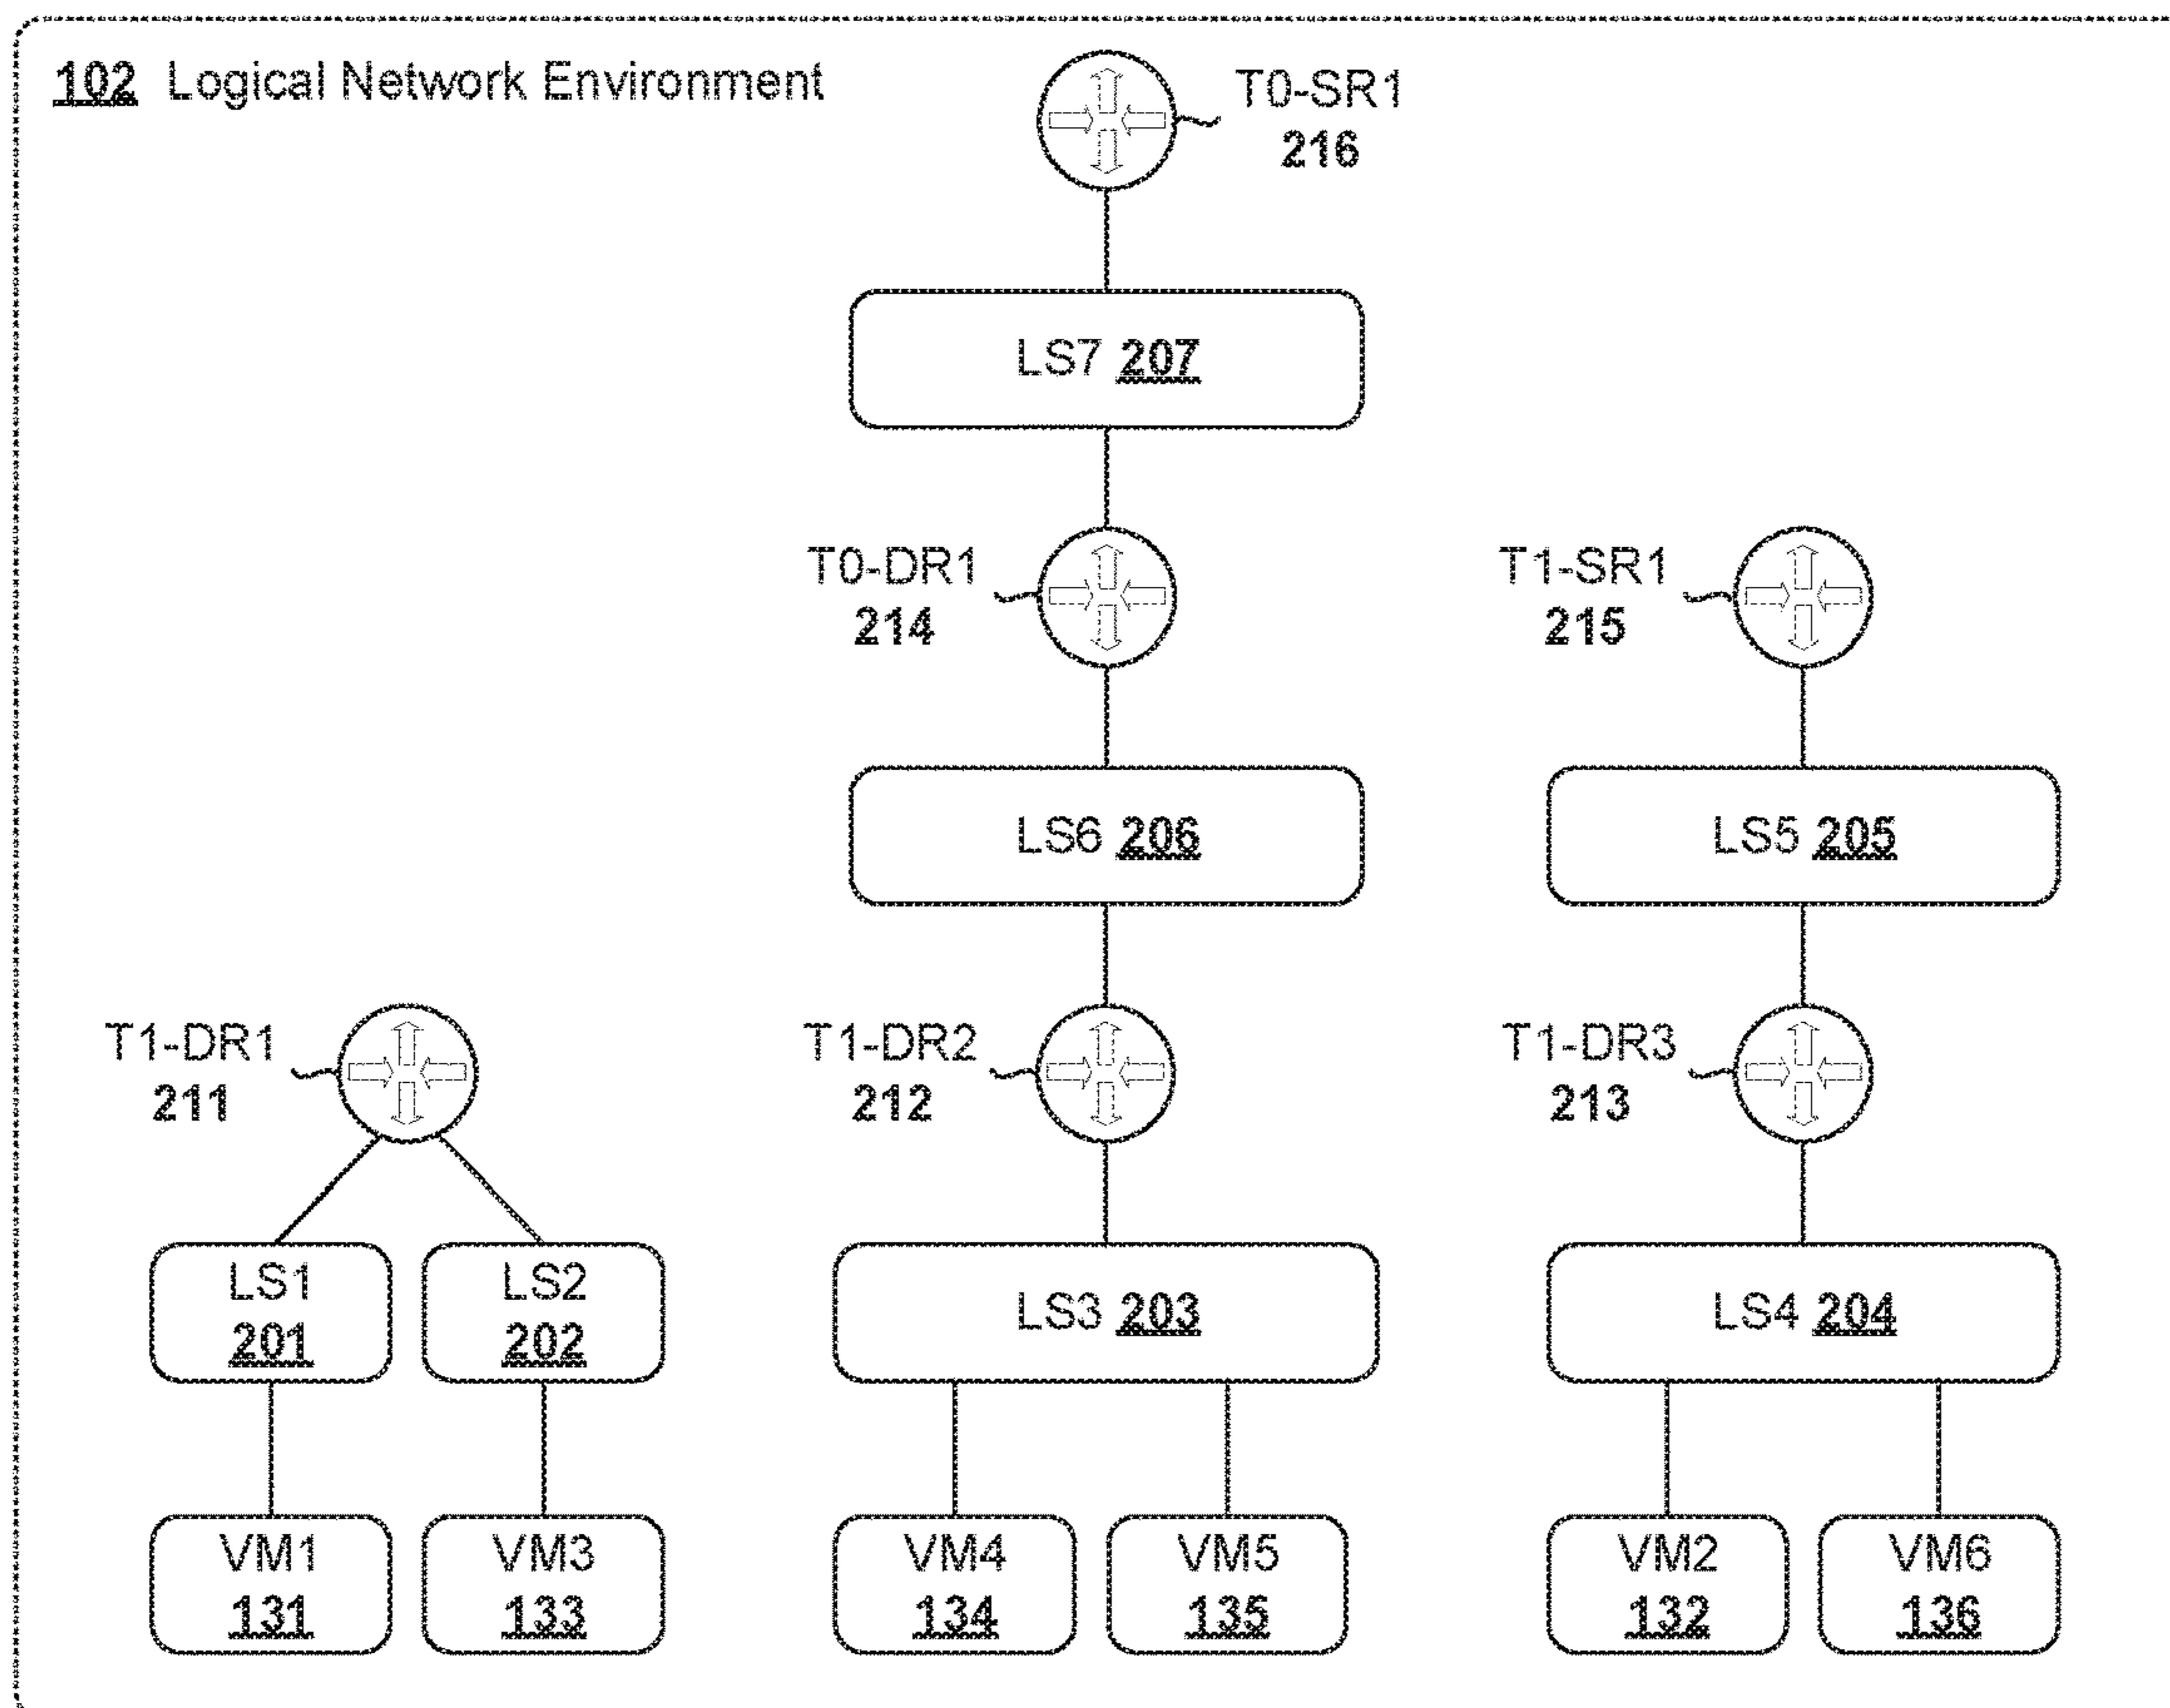 102 Logical Network Environment
T0-SR1
216
LS7 207
T0-DR1
214
T1-SR1
215
LS6 206
LS5 205
T1-DR1
211
T1-DR2
212
T1-DR3
213
LS1
201
LS2
202
LS3 203
LS4 204
VM1
131
VM3
133
VM4
134
VM5
135
VM2
132
VM6
136